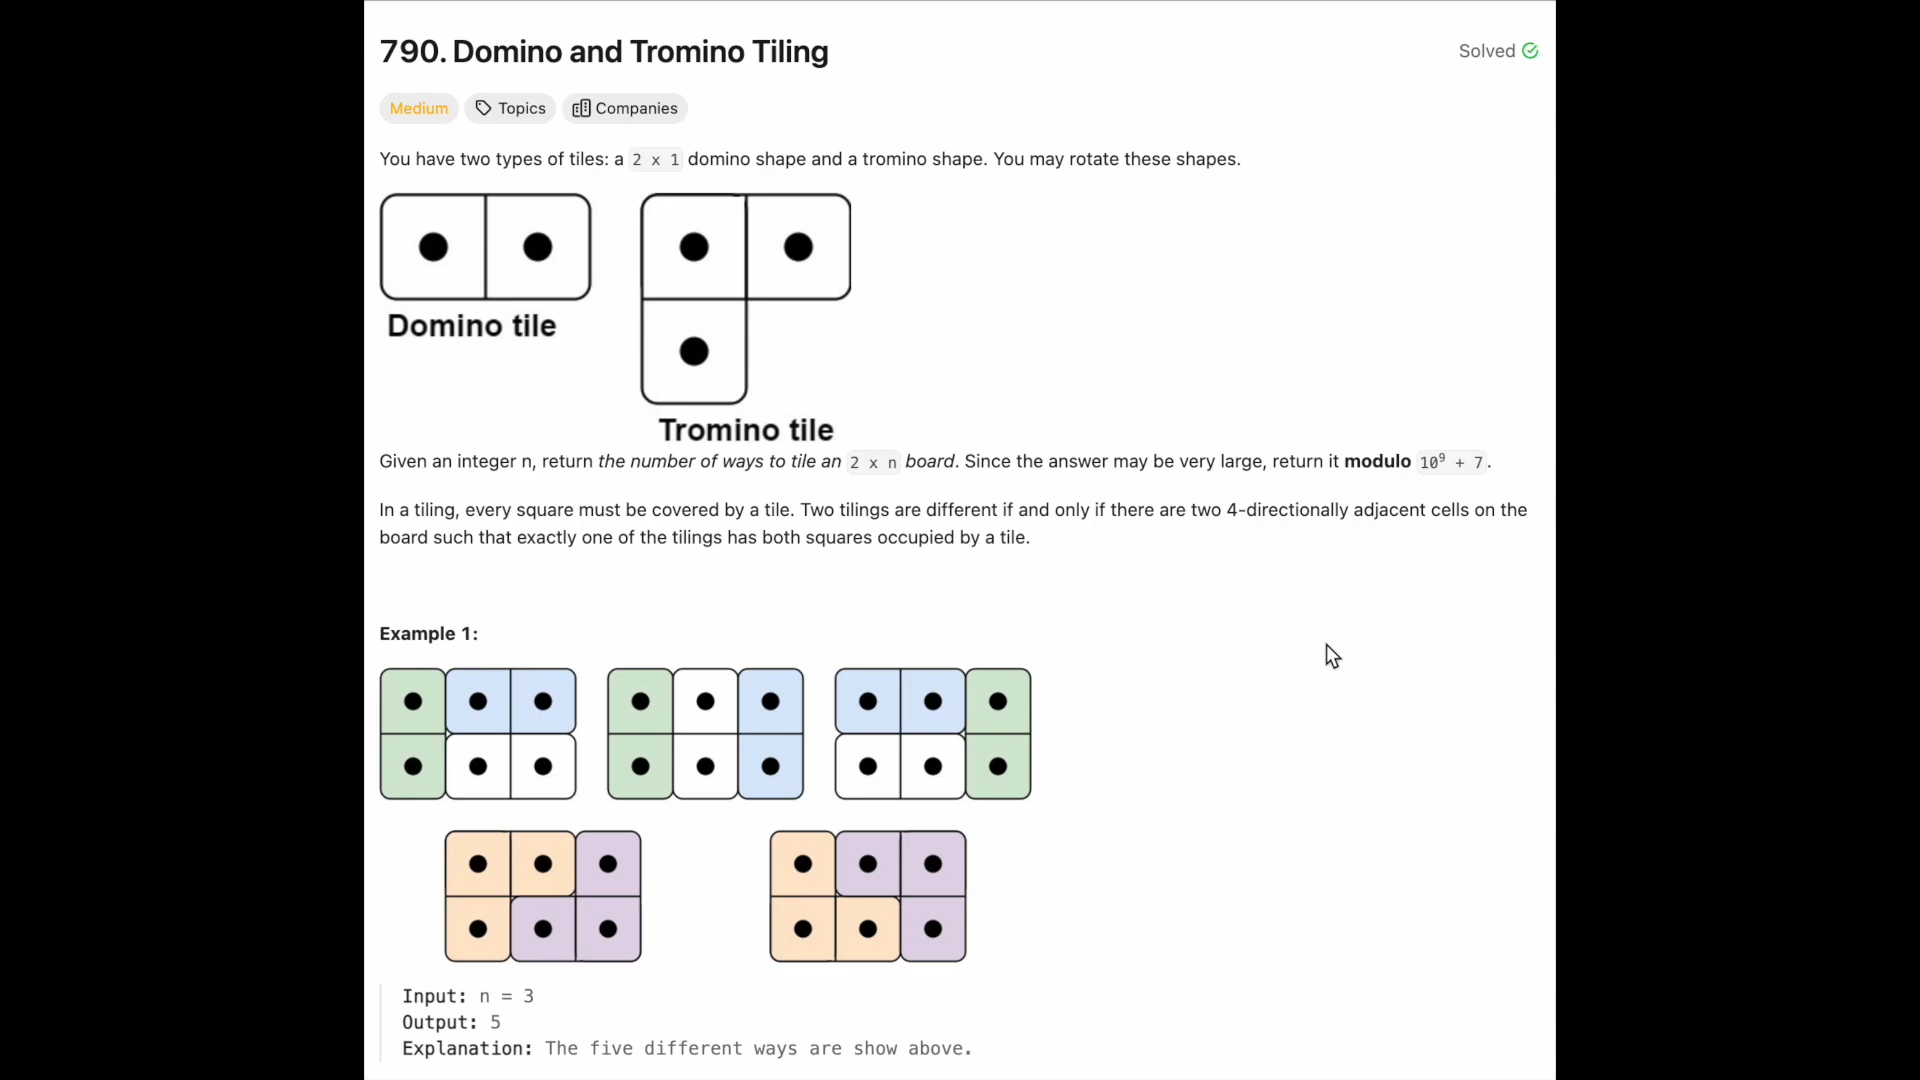 790. Domino and Tromino Tiling
Solved
Medium Topics Companies
You have two types of tiles: a 2 x 1 domino shape and a tromino shape. You may rotate these shapes.
Domino tile
Tromino tile
Given an integer n, return the number of ways to tile an 2 x n board. Since the answer may be very large, return it modulo 10⁹ + 7.
In a tiling, every square must be covered by a tile. Two tilings are different if and only if there are two 4-directionally adjacent cells on the
board such that exactly one of the tilings has both squares occupied by a tile.
Example 1:
Input: n = 3
Output: 5
Explanation: The five different ways are show above.